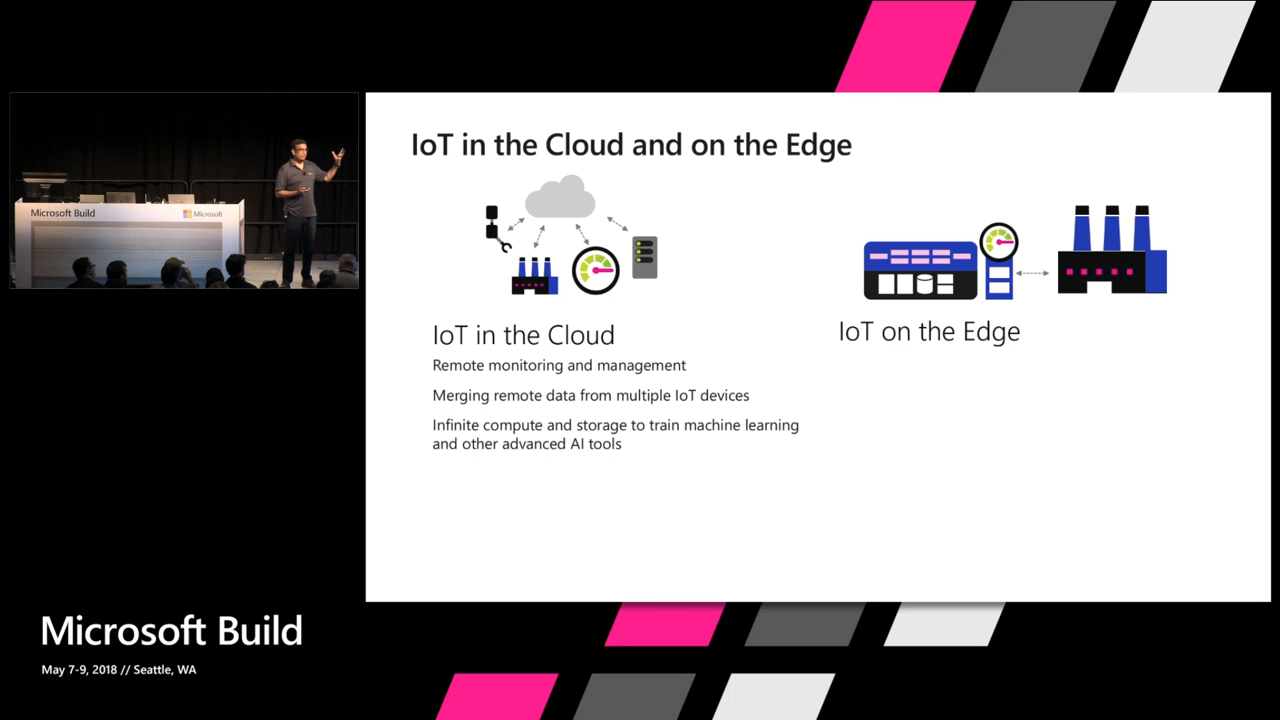 IoT in the Cloud and on the Edge
IoT in the Cloud
Remote monitoring and management
Merging remote data from multiple IoT devices
Infinite compute and storage to train machine learning
and other advanced AI tools
IoT on the Edge
Microsoft Build
Microsoft
Microsoft Build
May 7-9, 2018 // Seattle, WA